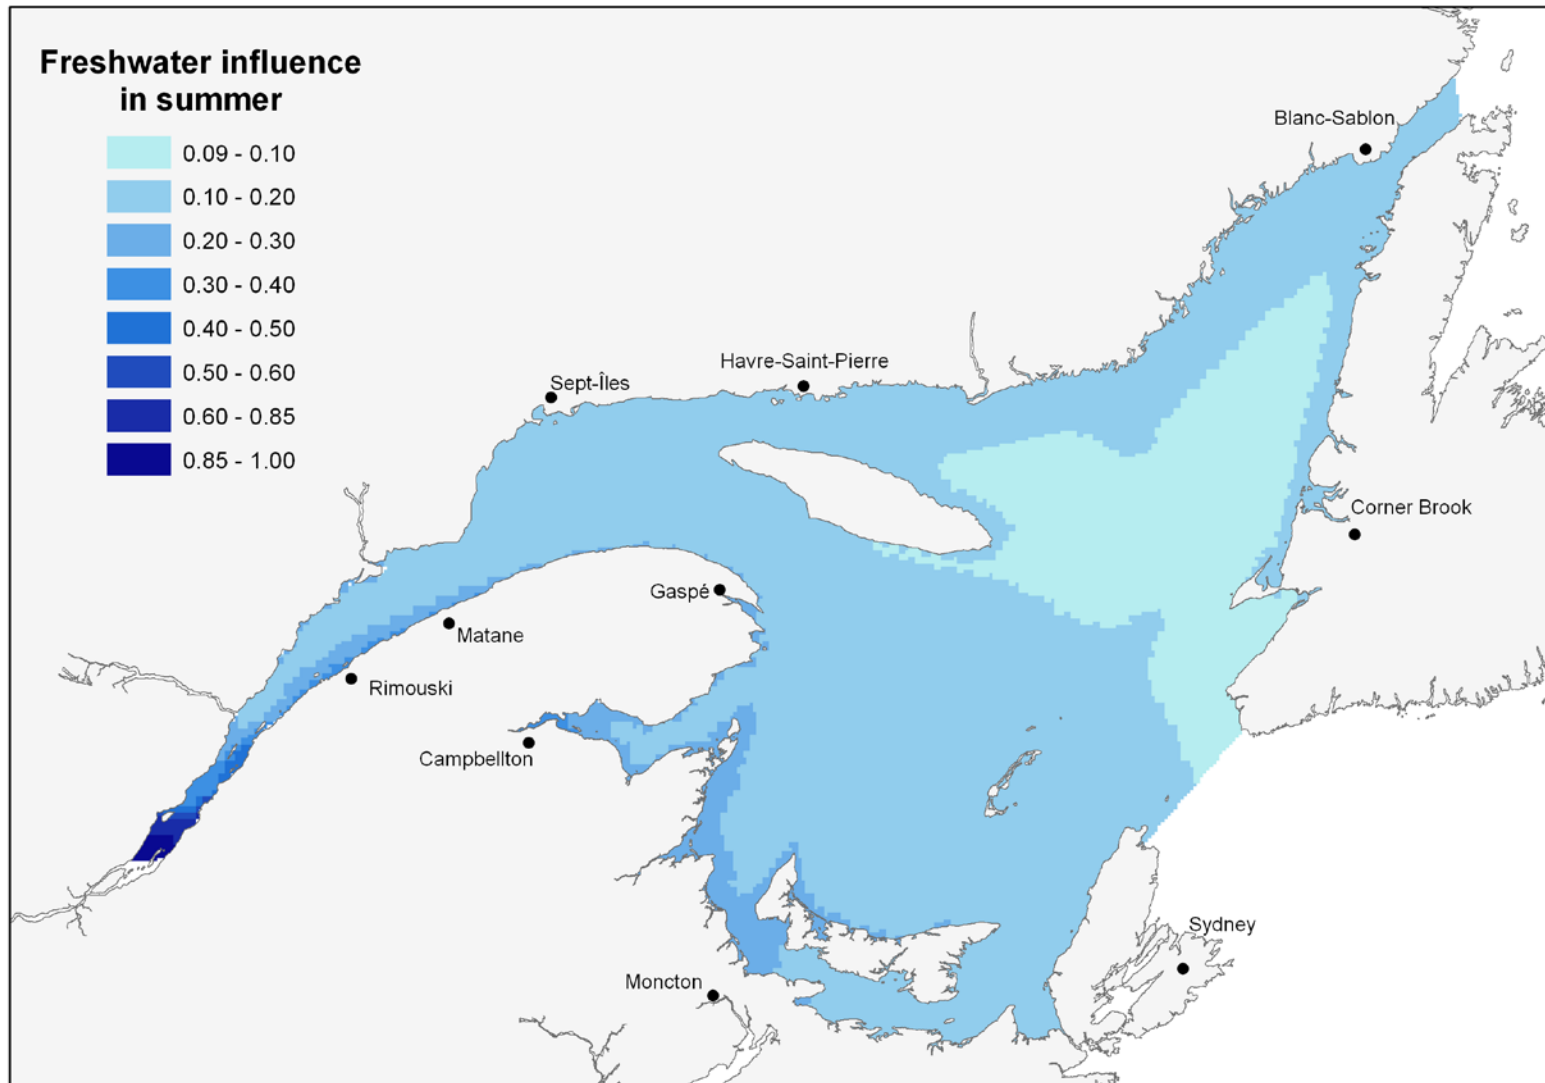 Freshwater influence
in summer
0.09 - 0.10
0.10 - 0.20
0.20 - 0.30
0.30 - 0.40
0.40 - 0.50
0.50 - 0.60
0.60 - 0.85
0.85 - 1.00
Blanc-Sablon
Havre-Saint-Pierre
Sept-Îles
Corner Brook
Gaspé
Matane
Rimouski
Campbellton
Sydney
Moncton